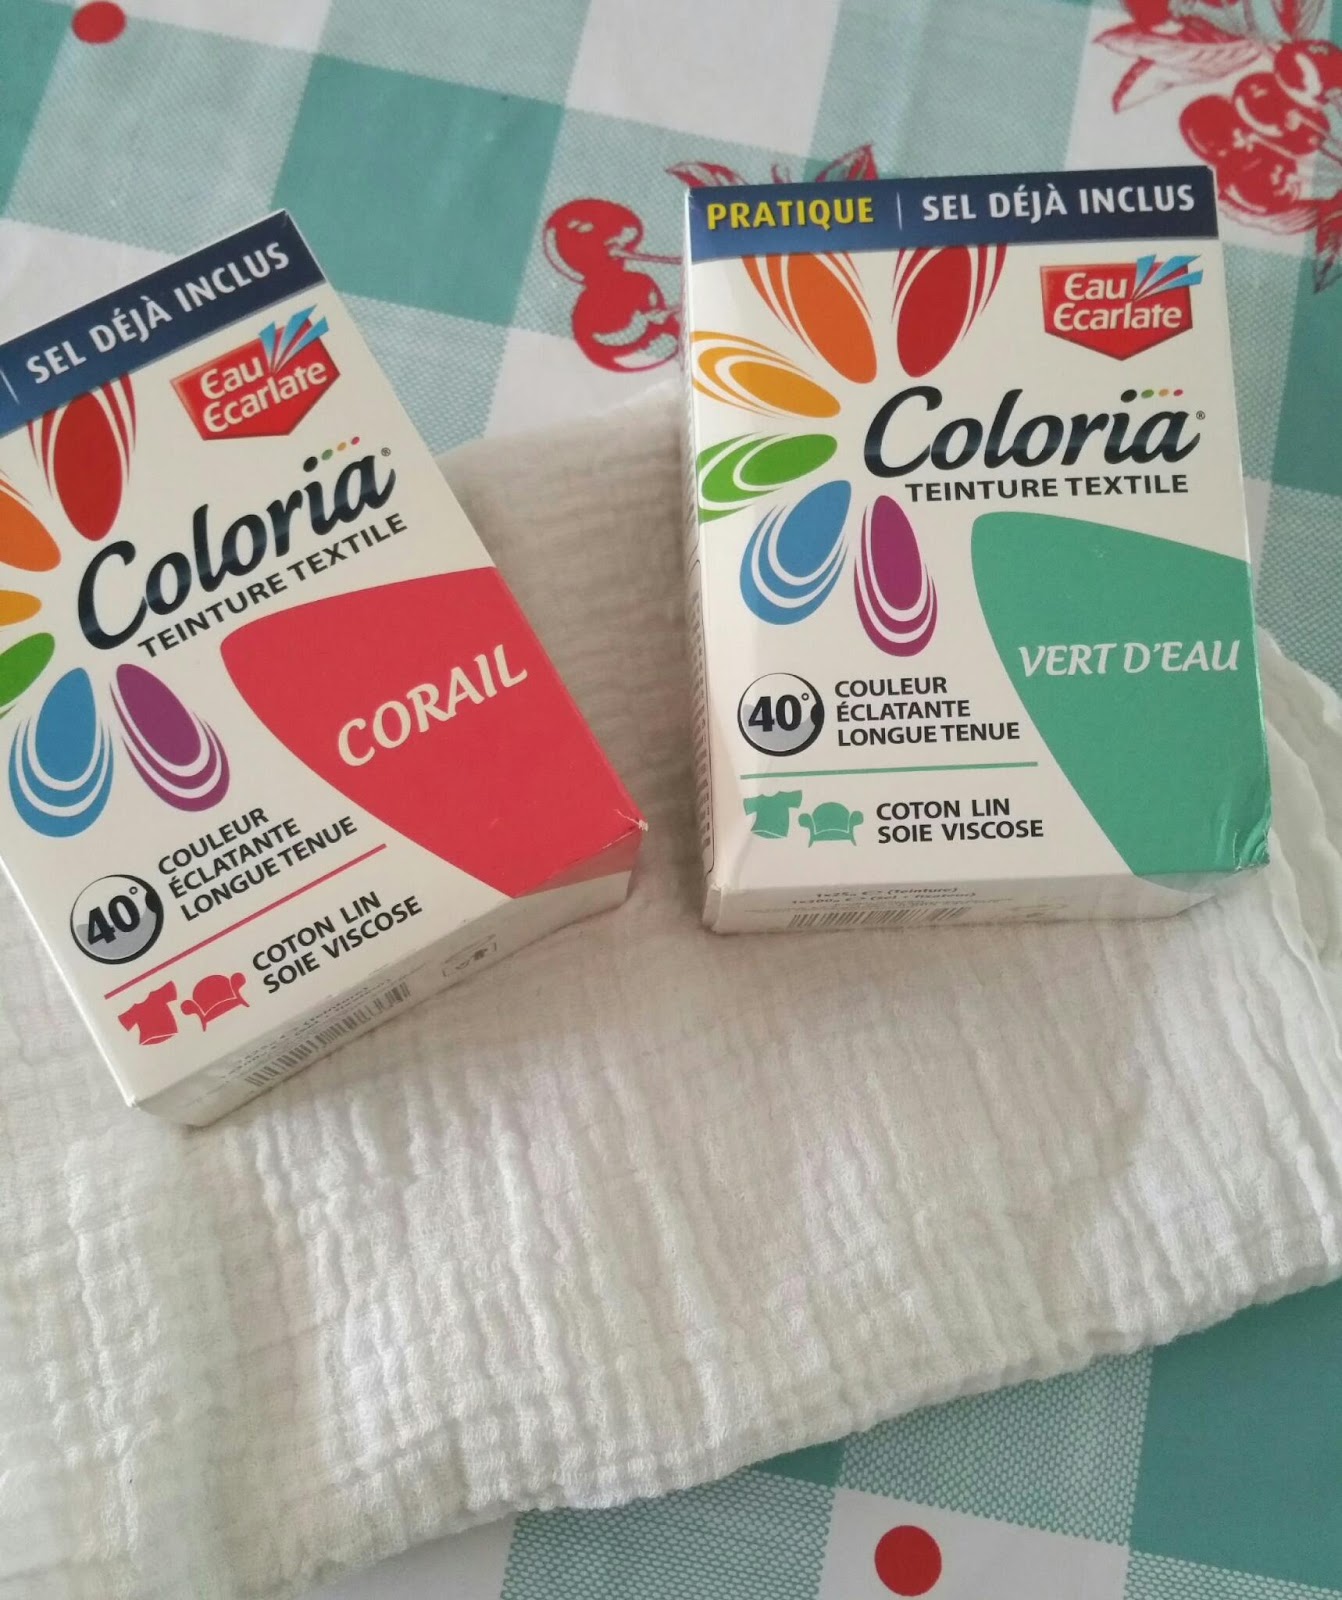 SEL DÉJÀ INCLUS
Eau
Ecarlate
Coloria®
TEINTURE TEXTILE
CORAIL
40°
COULEUR
ÉCLATANTE
LONGUE TENUE
COTON LIN
SOIE VISCOSE
PRATIQUE | SEL DÉJÀ INCLUS
Eau
Ecarlate
Coloria®
TEINTURE TEXTILE
VERT D'EAU
40°
COULEUR
ÉCLATANTE
LONGUE TENUE
COTON LIN
SOIE VISCOSE
(teinture)